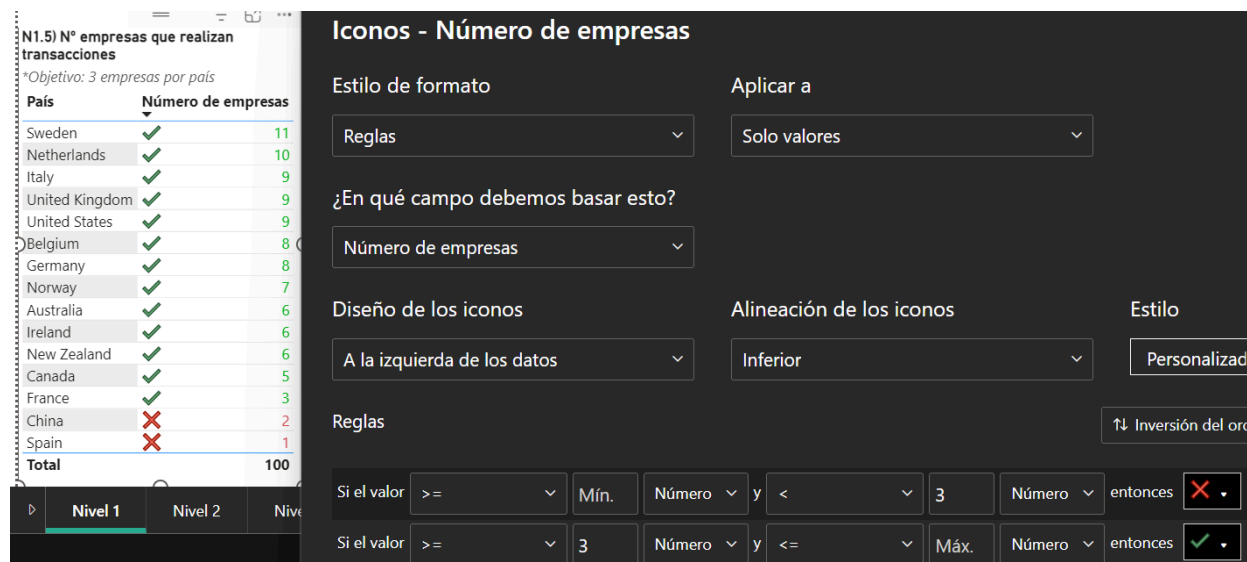 N1.5) Nº empresas que realizan
transacciones
*Objetivo: 3 empresas por país
País Número de empresas
Sweden 11
Netherlands 10
Italy 9
United Kingdom 9
United States 9
Belgium 8
Germany 8
Norway 7
Australia 6
Ireland 6
New Zealand 6
Canada 5
France 3
China 2
Spain 1
Total 100
Nivel 1 Nivel 2
Iconos - Número de empresas
Estilo de formato Aplicar a
Reglas Solo valores
¿En qué campo debemos basar esto?
Número de empresas
Diseño de los iconos Alineación de los iconos Estilo
A la izquierda de los datos Inferior Personalizad
Reglas Inversión del or
Si el valor >= Mín. Número y < 3 Número entonces
Si el valor >= 3 Número y <= Máx. Número entonces